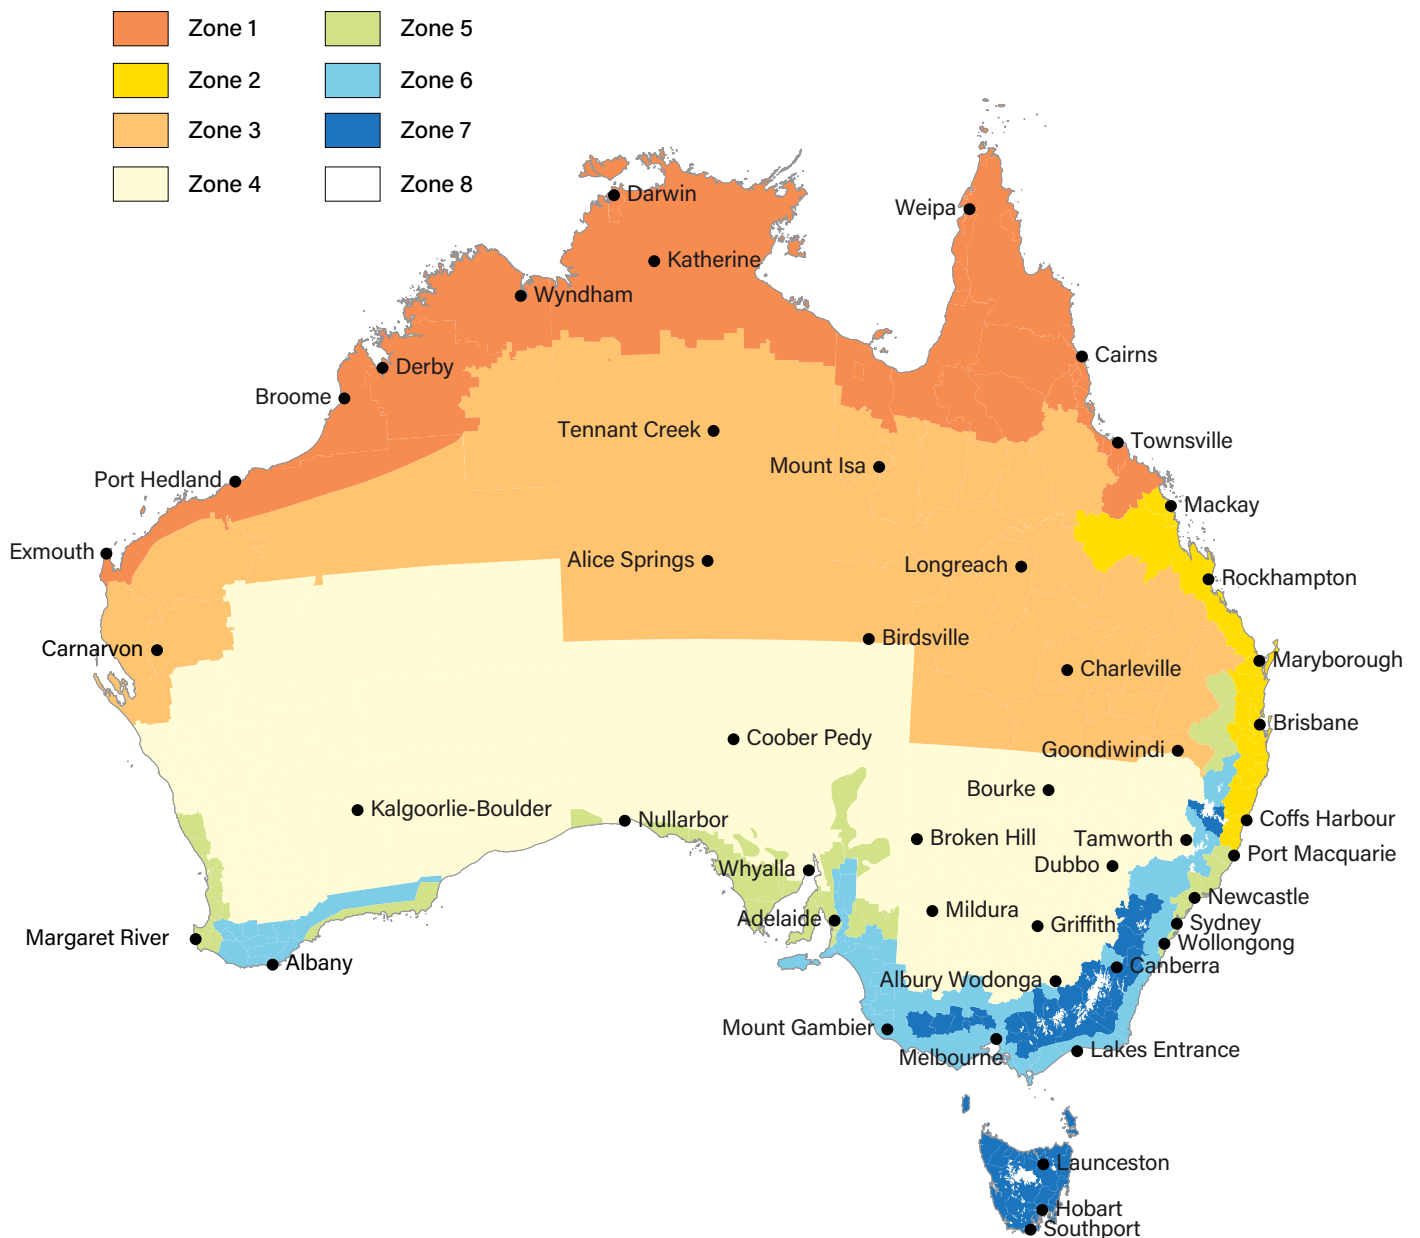 Zone 1
Zone 5
Zone 2
Zone 6
Zone 3
Zone 7
Zone 4
Zone 8
Darwin
Weipa
Katherine
Wyndham
Cairns
Derby
Broome
Tennant Creek
Townsville
Mount Isa
Port Hedland
Mackay
Exmouth
Alice Springs
Longreach
Rockhampton
Birdsville
Carnarvon
Maryborough
Charleville
Brisbane
Coober Pedy
Goondiwindi
Bourke
Kalgoorlie-Boulder
Nullarbor
Coffs Harbour
Broken Hill
Tamworth
Port Macquarie
Dubbo
Whyalla
Newcastle
Mildura
Adelaide
Griffith
Sydney
Margaret River
Wollongong
Albany
Canberra
Albury Wodonga
Mount Gambier
Lakes Entrance
Melbourne
Launceston
Hobart
Southport